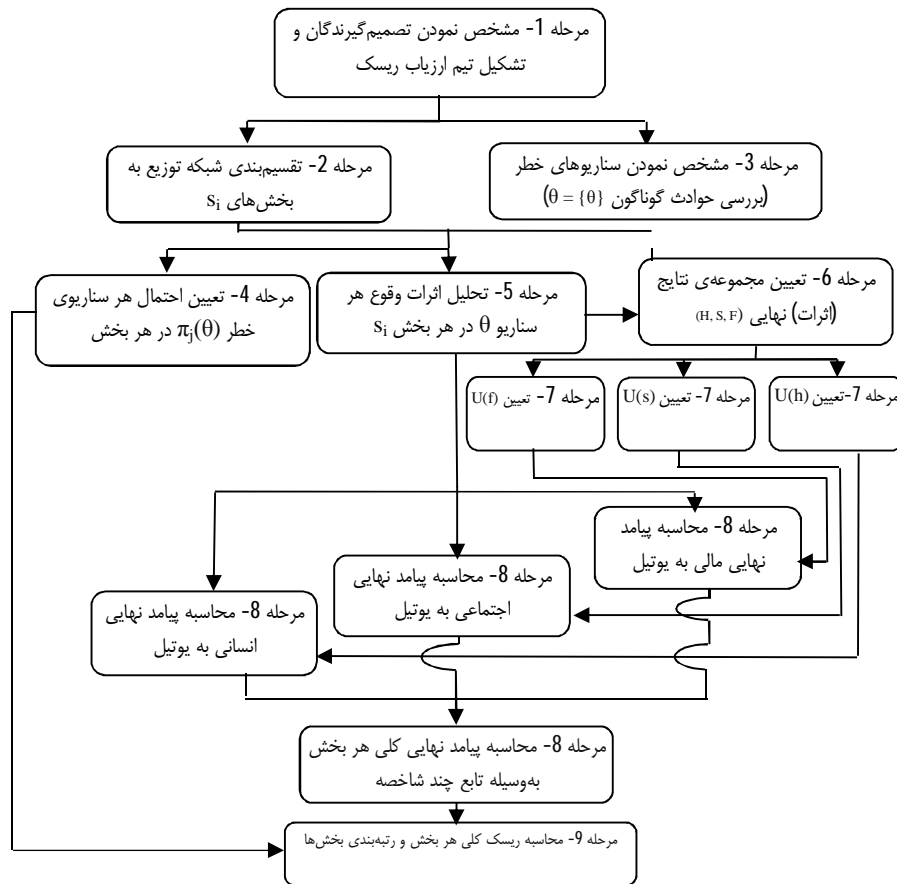 مرحله 1- مشخص نمودن تصمیم‌گیرندگان و
تشکیل تیم ارزیاب ریسک
مرحله 3- مشخص نمودن سناریوهای خطر
(بررسی حوادث گوناگون θ = {θ})
مرحله 2- تقسیم‌بندی شبکه توزیع به
بخش‌های si
مرحله 6- تعیین مجموعه‌ی نتایج
(اثرات) نهایی (H, S, F)
مرحله 5- تحلیل اثرات وقوع هر
سناریو θ در هر بخش si
مرحله 4- تعیین احتمال هر سناریوی
خطر πj(θ) در هر بخش
مرحله 7-تعیین U(h)
مرحله 7- تعیین U(s)
مرحله 7- تعیین U(f)
مرحله 8- محاسبه پیامد
نهایی مالی به یوتیل
مرحله 8- محاسبه پیامد نهایی
اجتماعی به یوتیل
مرحله 8- محاسبه پیامد نهایی
انسانی به یوتیل
مرحله 8- محاسبه پیامد نهایی کلی هر بخش
به‌وسیله تابع چند شاخصه
مرحله 9- محاسبه ریسک کلی هر بخش و رتبه‌بندی بخش‌ها